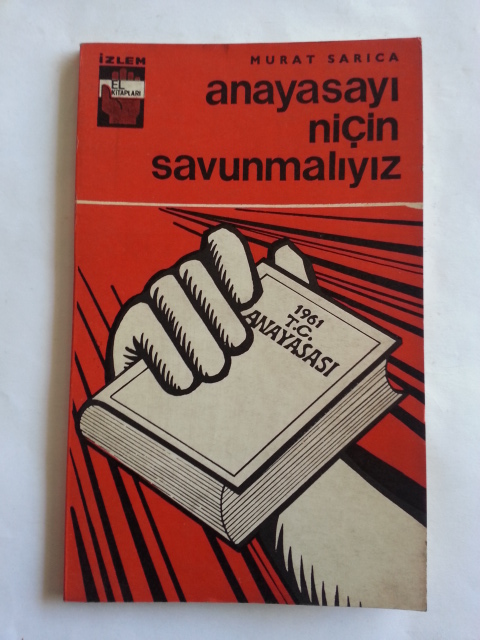 İZLEM
EL
KİTAPLARI
MURAT SARICA
anayasayı
niçin
savunmalıyız
1961
T.C.
ANAYASASI